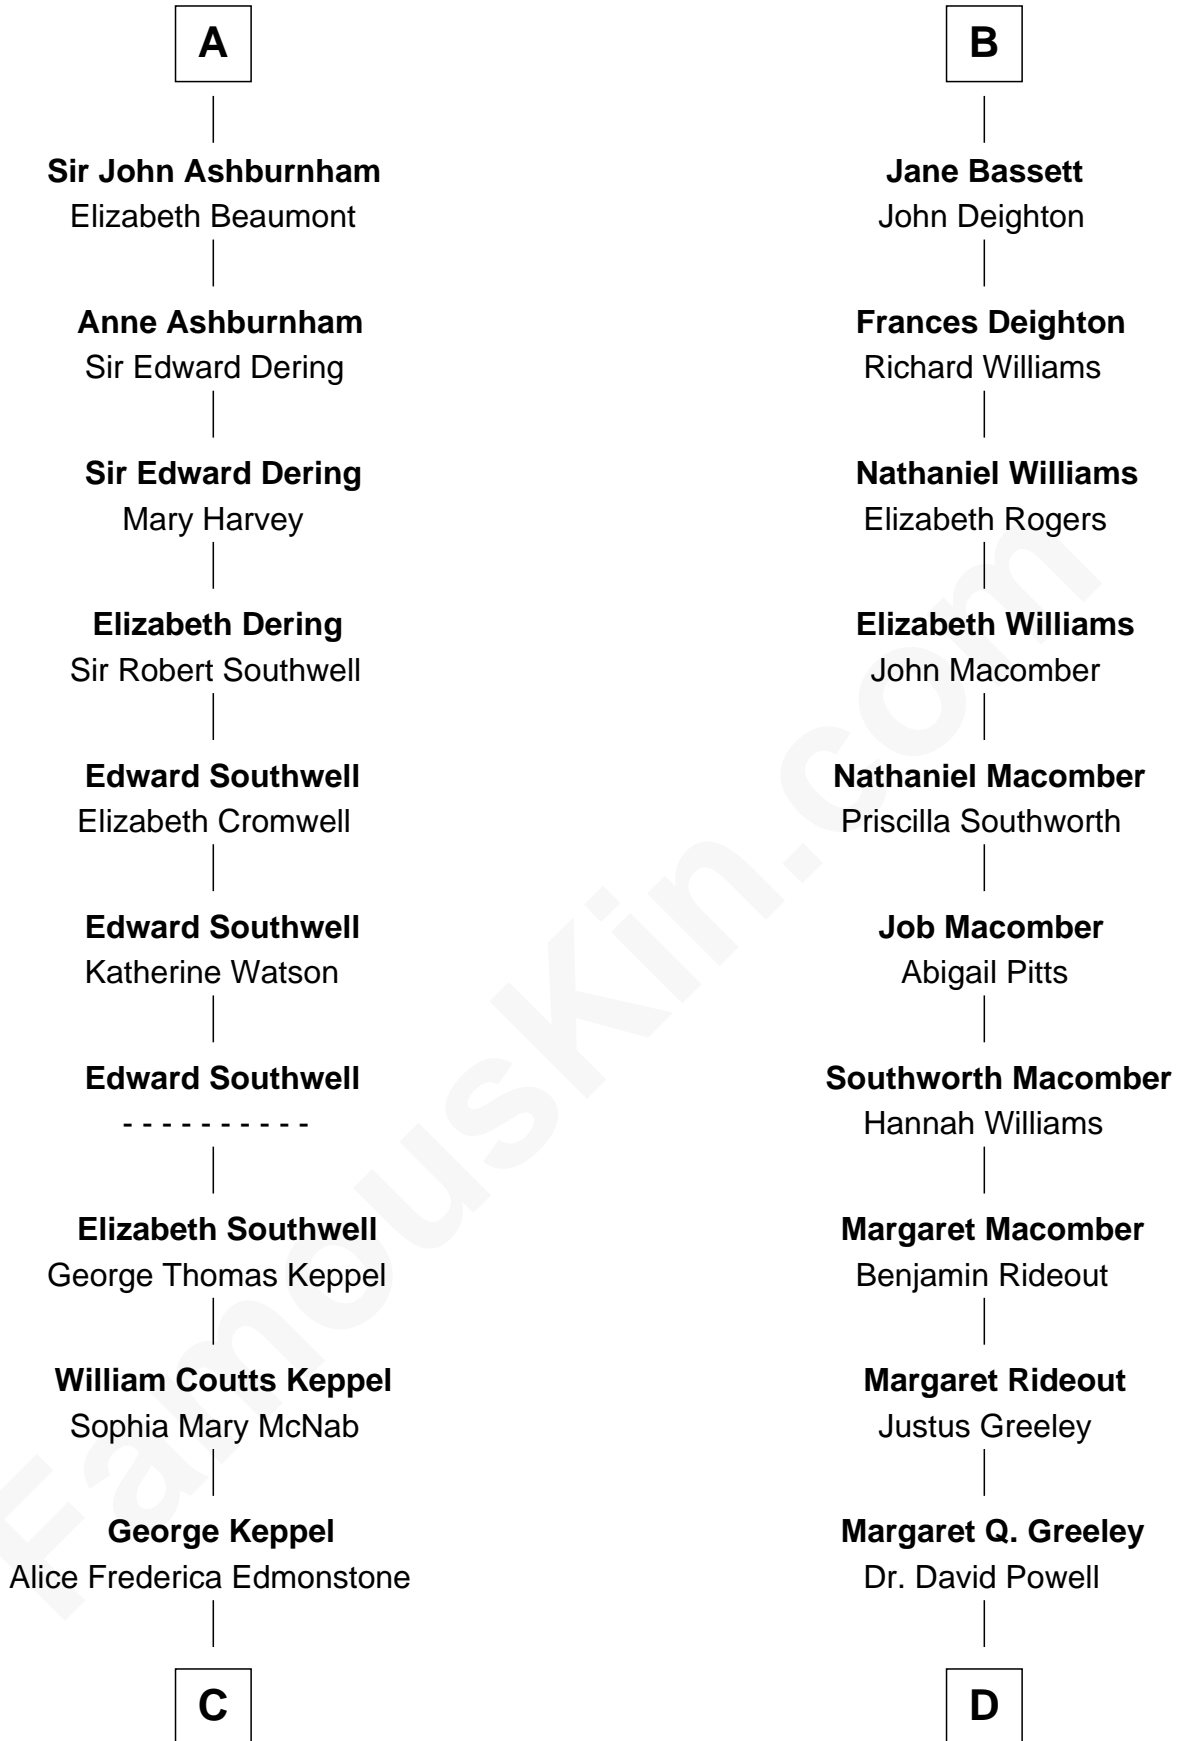 A
Sir John Ashburnham
Elizabeth Beaumont
Anne Ashburnham
Sir Edward Dering
Sir Edward Dering
Mary Harvey
Elizabeth Dering
Sir Robert Southwell
Edward Southwell
Elizabeth Cromwell
Edward Southwell
Katherine Watson
Edward Southwell
- - - - - - - - - -
Elizabeth Southwell
George Thomas Keppel
William Coutts Keppel
Sophia Mary McNab
George Keppel
Alice Frederica Edmonstone
C
B
Jane Bassett
John Deighton
Frances Deighton
Richard Williams
Nathaniel Williams
Elizabeth Rogers
Elizabeth Williams
John Macomber
Nathaniel Macomber
Priscilla Southworth
Job Macomber
Abigail Pitts
Southworth Macomber
Hannah Williams
Margaret Macomber
Benjamin Rideout
Margaret Rideout
Justus Greeley
Margaret Q. Greeley
Dr. David Powell
D
FamousKin.com